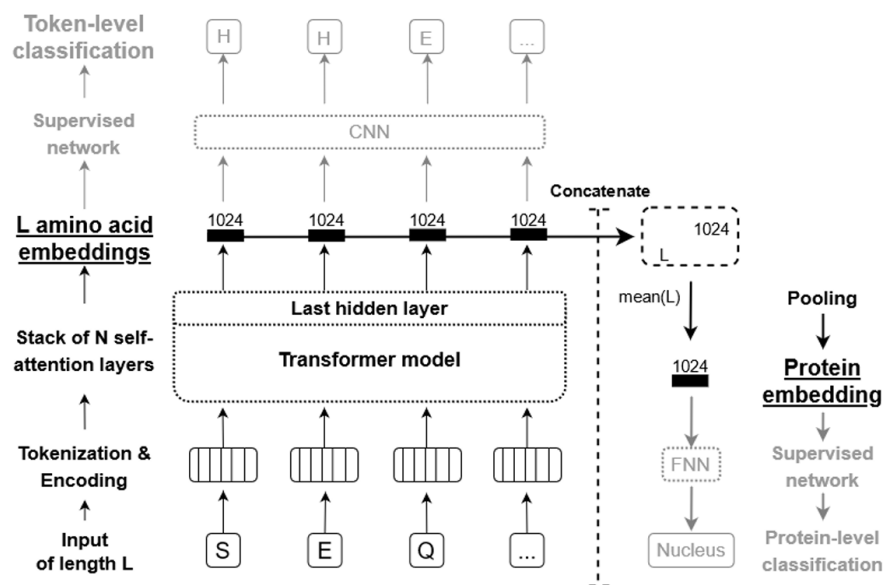 Token-level
classification
H H E ...
Supervised
network
CNN
Concatenate
L amino acid
embeddings
1024 1024 1024 1024
1024
L
Last hidden layer
mean(L)
Pooling
Stack of N self-
attention layers
Transformer model
1024
Protein
embedding
Tokenization &
Encoding
FNN
Supervised
network
Input
of length L
S E Q ...
Nucleus
Protein-level
classification